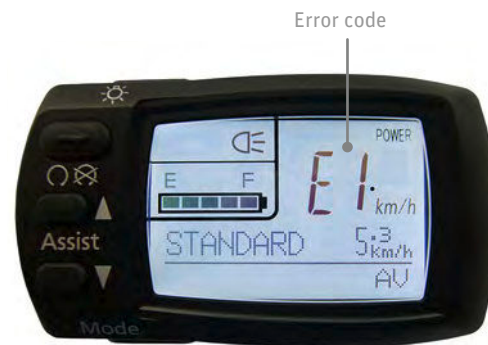 Error code
POWER
E F
E1.
km/h
Assist
STANDARD 5.3 km/h
AV
Mode